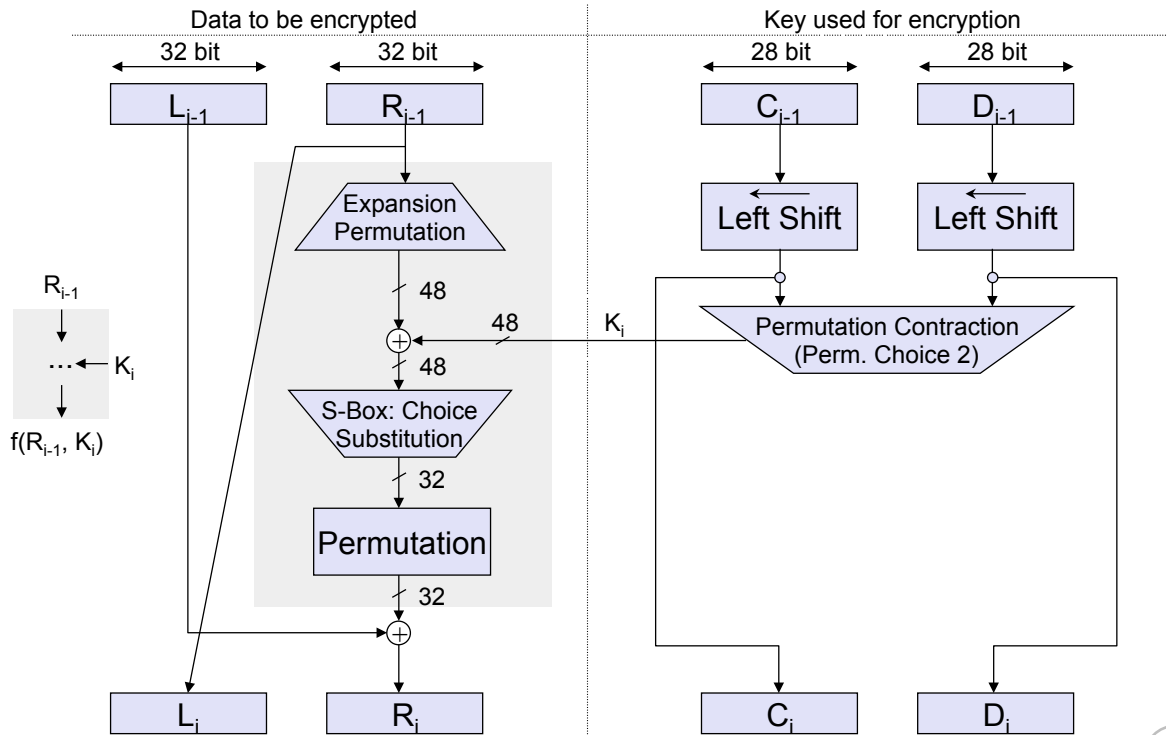 Data to be encrypted
Key used for encryption
32 bit
32 bit
28 bit
28 bit
L_{i-1}
R_{i-1}
C_{i-1}
D_{i-1}
Expansion
Permutation
Left Shift
Left Shift
48
R_{i-1}
...
K_i
f(R_{i-1}, K_i)
48
K_i
Permutation Contraction
(Perm. Choice 2)
48
S-Box: Choice
Substitution
32
Permutation
32
L_i
R_i
C_i
D_i